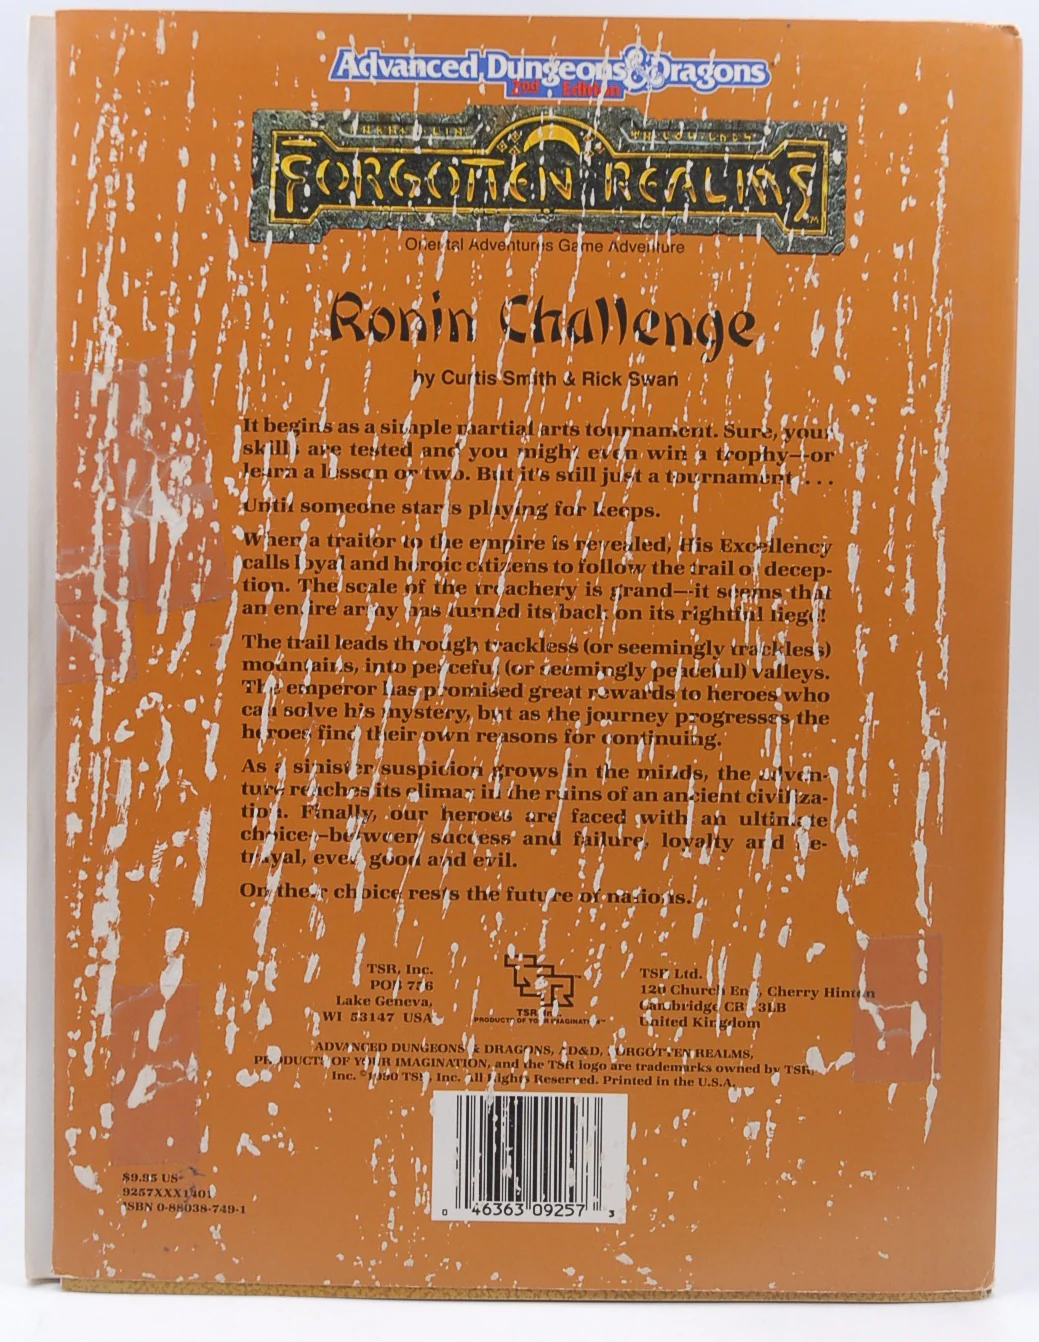 Advanced Dungeons & Dragons
2nd Edition
FORGOTTEN REALMS
TM
Oriental Adventures Game Adventure
Ronin Challenge
by Curtis Smith & Rick Swan
It begins as a simple martial arts tournament. Sure, your
skills are tested and you might even win a trophy—or
learn a lesson or two. But it's still just a tournament . . .
Until someone starts playing for keeps.
When a traitor to the empire is revealed, His Excellency
calls loyal and heroic citizens to follow the trail of decep-
tion. The scale of the treachery is grand—it seems that
an entire army has turned its back on its rightful liege!
The trail leads through trackless (or seemingly trackless)
mountains, into peaceful (or seemingly peaceful) valleys.
The emperor has promised great rewards to heroes who
can solve his mystery, but as the journey progresses the
heroes find their own reasons for continuing.
As a sinister suspicion grows in the minds, the adven-
ture reaches its climax in the ruins of an ancient civiliza-
tion. Finally, our heroes are faced with an ultimate
choice—between success and failure, loyalty and be-
trayal, even good and evil.
On their choice rests the future of nations.
TSR, Inc.
POB 756
Lake Geneva,
WI 53147 USA
TSR, Inc.
PRODUCTS OF YOUR IMAGINATION™
TSR Ltd.
120 Church End, Cherry Hinton
Cambridge CB1 3LB
United Kingdom
ADVANCED DUNGEONS & DRAGONS, AD&D, FORGOTTEN REALMS,
PRODUCTS OF YOUR IMAGINATION, and the TSR logo are trademarks owned by TSR,
Inc. ©1990 TSR, Inc. All Rights Reserved. Printed in the U.S.A.
$9.95 US
9257XXX1401
ISBN 0-88038-749-1
0 46363 09257 3